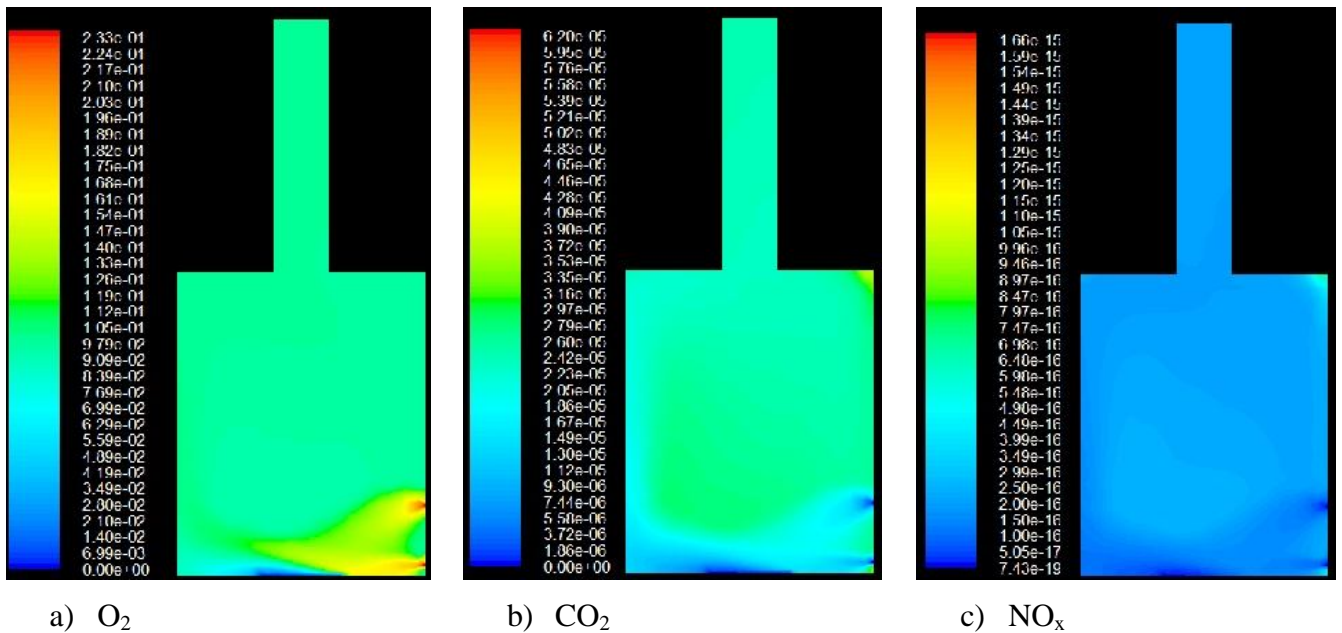 2.33e-01
2.24e-01
2.17e-01
2.10e-01
2.03e-01
1.96e-01
1.89e-01
1.82e-01
1.75e-01
1.68e-01
1.61e-01
1.54e-01
1.47e-01
1.40e-01
1.33e-01
1.26e-01
1.19e-01
1.12e-01
1.05e-01
9.79e-02
9.09e-02
8.39e-02
7.69e-02
6.99e-02
6.29e-02
5.59e-02
4.89e-02
4.19e-02
3.49e-02
2.80e-02
2.10e-02
1.40e-02
6.99e-03
0.00e+00
a) O₂
6.20e-05
5.95e-05
5.76e-05
5.58e-05
5.39e-05
5.21e-05
5.02e-05
4.83e-05
4.65e-05
4.46e-05
4.28e-05
4.09e-05
3.90e-05
3.72e-05
3.53e-05
3.35e-05
3.16e-05
2.97e-05
2.79e-05
2.60e-05
2.42e-05
2.23e-05
2.05e-05
1.86e-05
1.67e-05
1.49e-05
1.30e-05
1.12e-05
9.30e-06
7.44e-06
5.58e-06
3.72e-06
1.86e-06
0.00e+00
b) CO₂
1.66e-15
1.59e-15
1.54e-15
1.49e-15
1.44e-15
1.39e-15
1.34e-15
1.29e-15
1.25e-15
1.20e-15
1.15e-15
1.10e-15
1.05e-15
9.96e-16
9.46e-16
8.97e-16
8.47e-16
7.97e-16
7.47e-16
6.98e-16
6.48e-16
5.98e-16
5.48e-16
4.98e-16
4.49e-16
3.99e-16
3.49e-16
2.99e-16
2.50e-16
2.00e-16
1.50e-16
1.00e-16
5.05e-17
7.43e-19
c) NOₓ